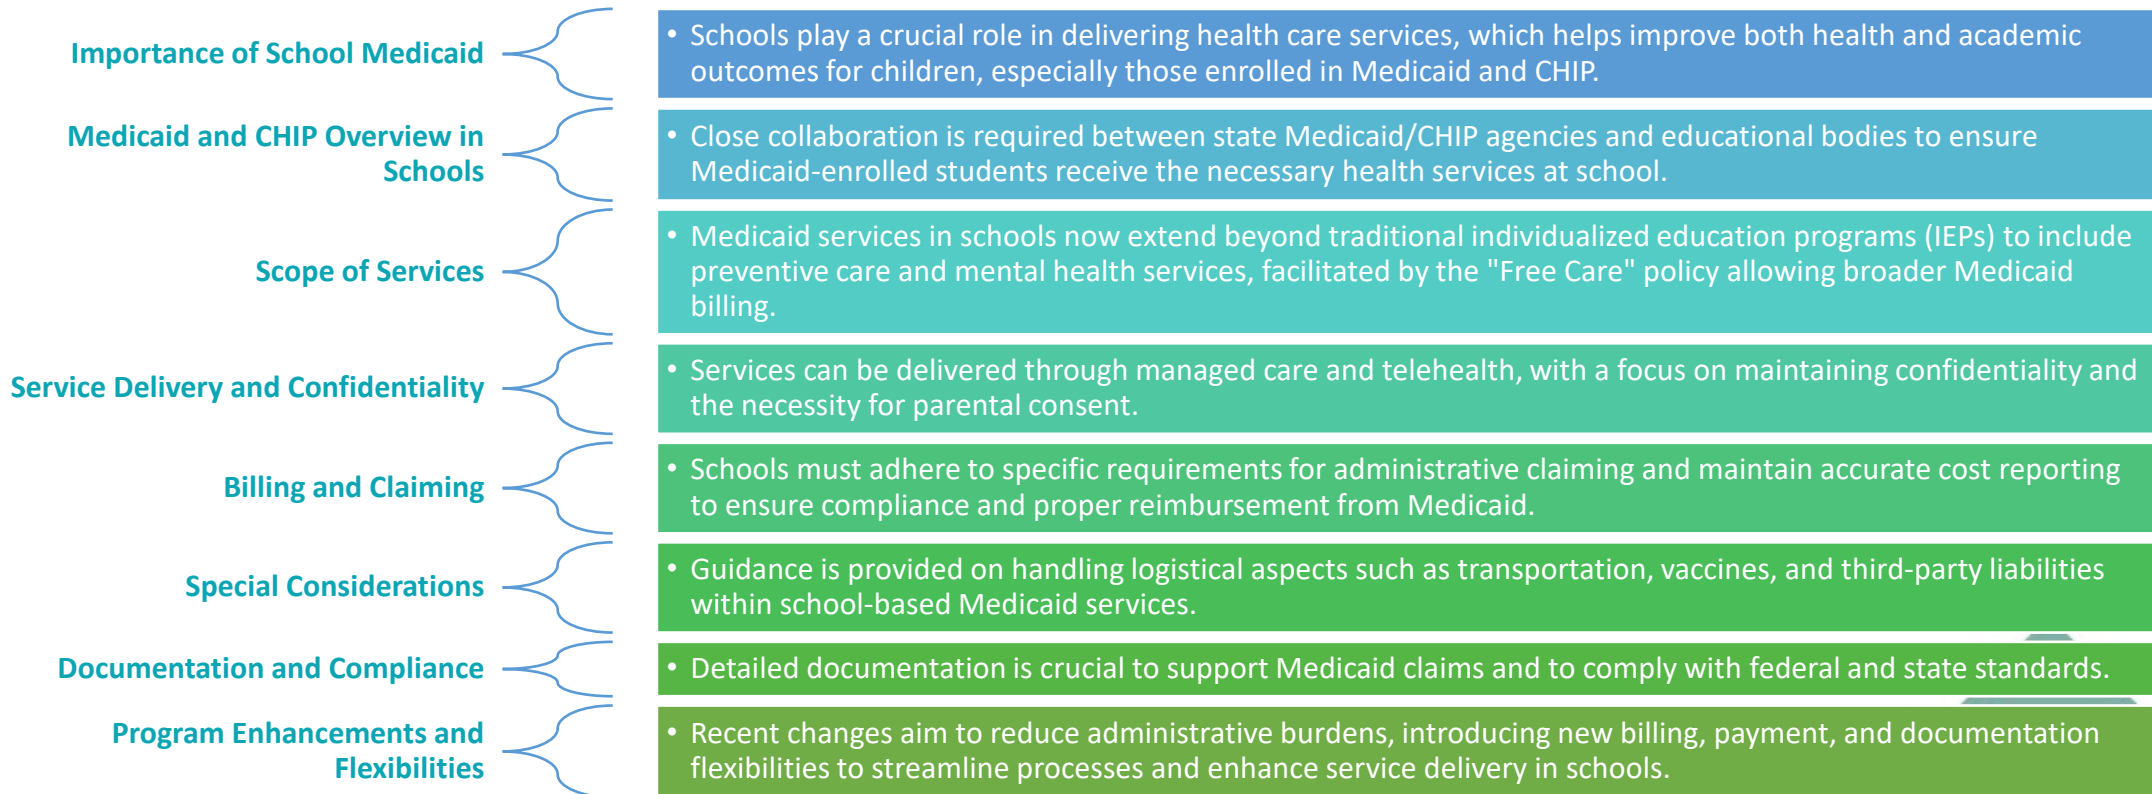 Importance of School Medicaid
• Schools play a crucial role in delivering health care services, which helps improve both health and academic
outcomes for children, especially those enrolled in Medicaid and CHIP.
Medicaid and CHIP Overview in
Schools
• Close collaboration is required between state Medicaid/CHIP agencies and educational bodies to ensure
Medicaid-enrolled students receive the necessary health services at school.
Scope of Services
• Medicaid services in schools now extend beyond traditional individualized education programs (IEPs) to include
preventive care and mental health services, facilitated by the "Free Care" policy allowing broader Medicaid
billing.
Service Delivery and Confidentiality
• Services can be delivered through managed care and telehealth, with a focus on maintaining confidentiality and
the necessity for parental consent.
Billing and Claiming
• Schools must adhere to specific requirements for administrative claiming and maintain accurate cost reporting
to ensure compliance and proper reimbursement from Medicaid.
Special Considerations
• Guidance is provided on handling logistical aspects such as transportation, vaccines, and third-party liabilities
within school-based Medicaid services.
Documentation and Compliance
• Detailed documentation is crucial to support Medicaid claims and to comply with federal and state standards.
Program Enhancements and
Flexibilities
• Recent changes aim to reduce administrative burdens, introducing new billing, payment, and documentation
flexibilities to streamline processes and enhance service delivery in schools.